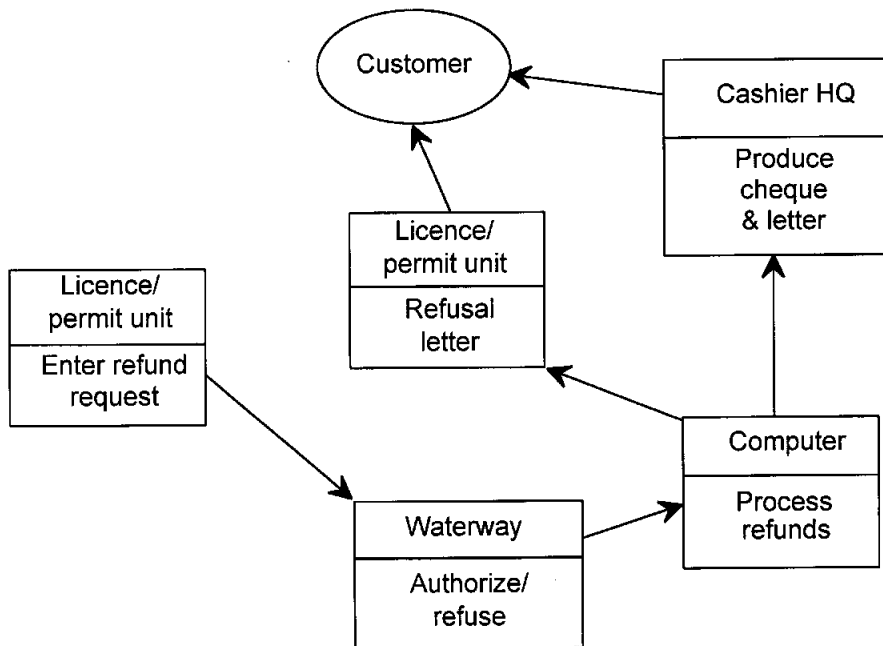 Customer
Cashier HQ
Produce
cheque
& letter
Licence/
permit unit
Refusal
letter
Licence/
permit unit
Enter refund
request
Computer
Process
refunds
Waterway
Authorize/
refuse